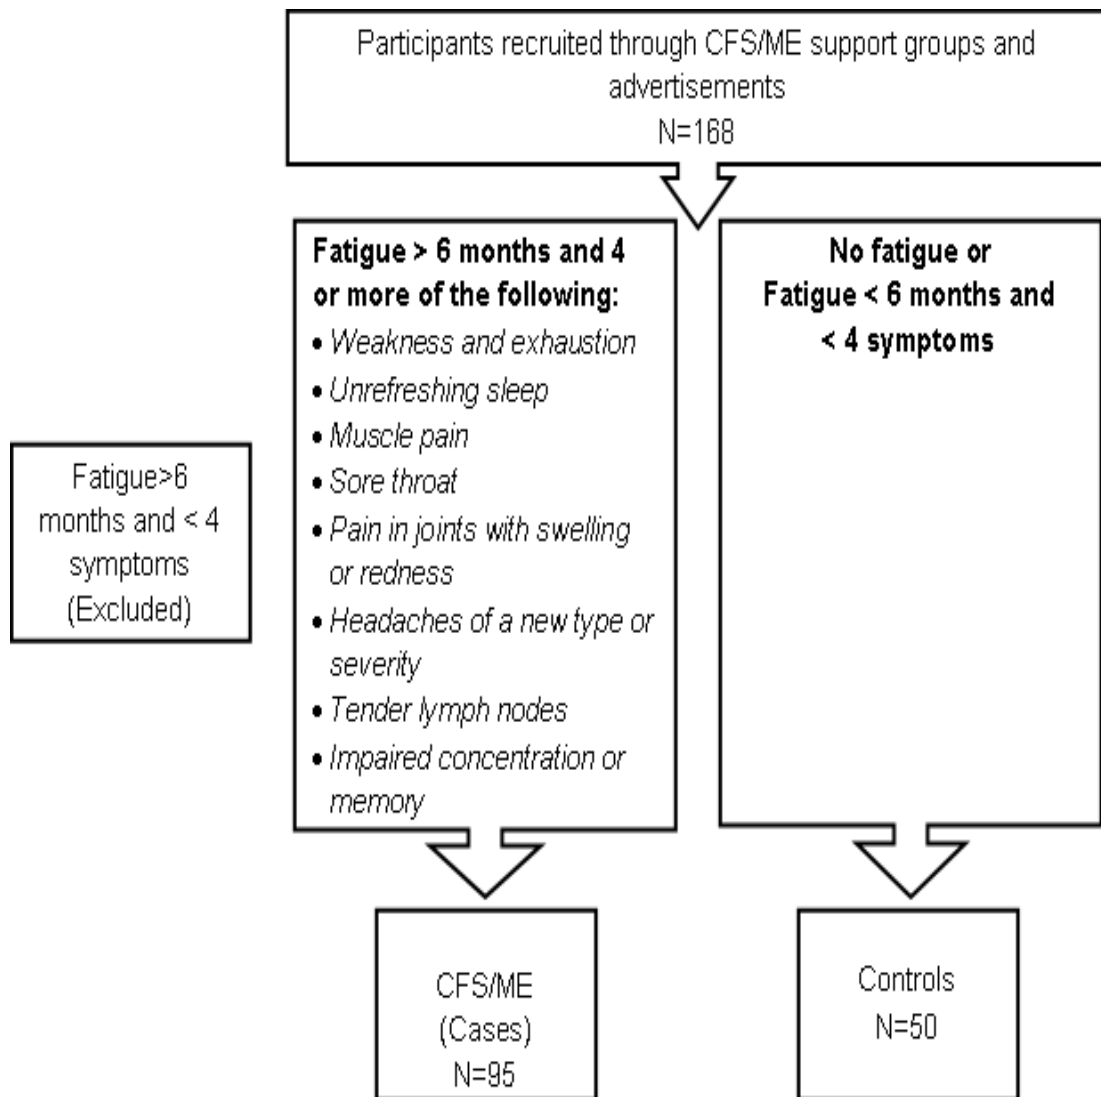 Participants recruited through CFS/ME support groups and
advertisements
N=168
Fatigue > 6 months and 4
or more of the following:
• Weakness and exhaustion
• Unrefreshing sleep
• Muscle pain
• Sore throat
• Pain in joints with swelling
or redness
• Headaches of a new type or
severity
• Tender lymph nodes
• Impaired concentration or
memory
No fatigue or
Fatigue < 6 months and
< 4 symptoms
Fatigue>6
months and < 4
symptoms
(Excluded)
CFS/ME
(Cases)
N=95
Controls
N=50